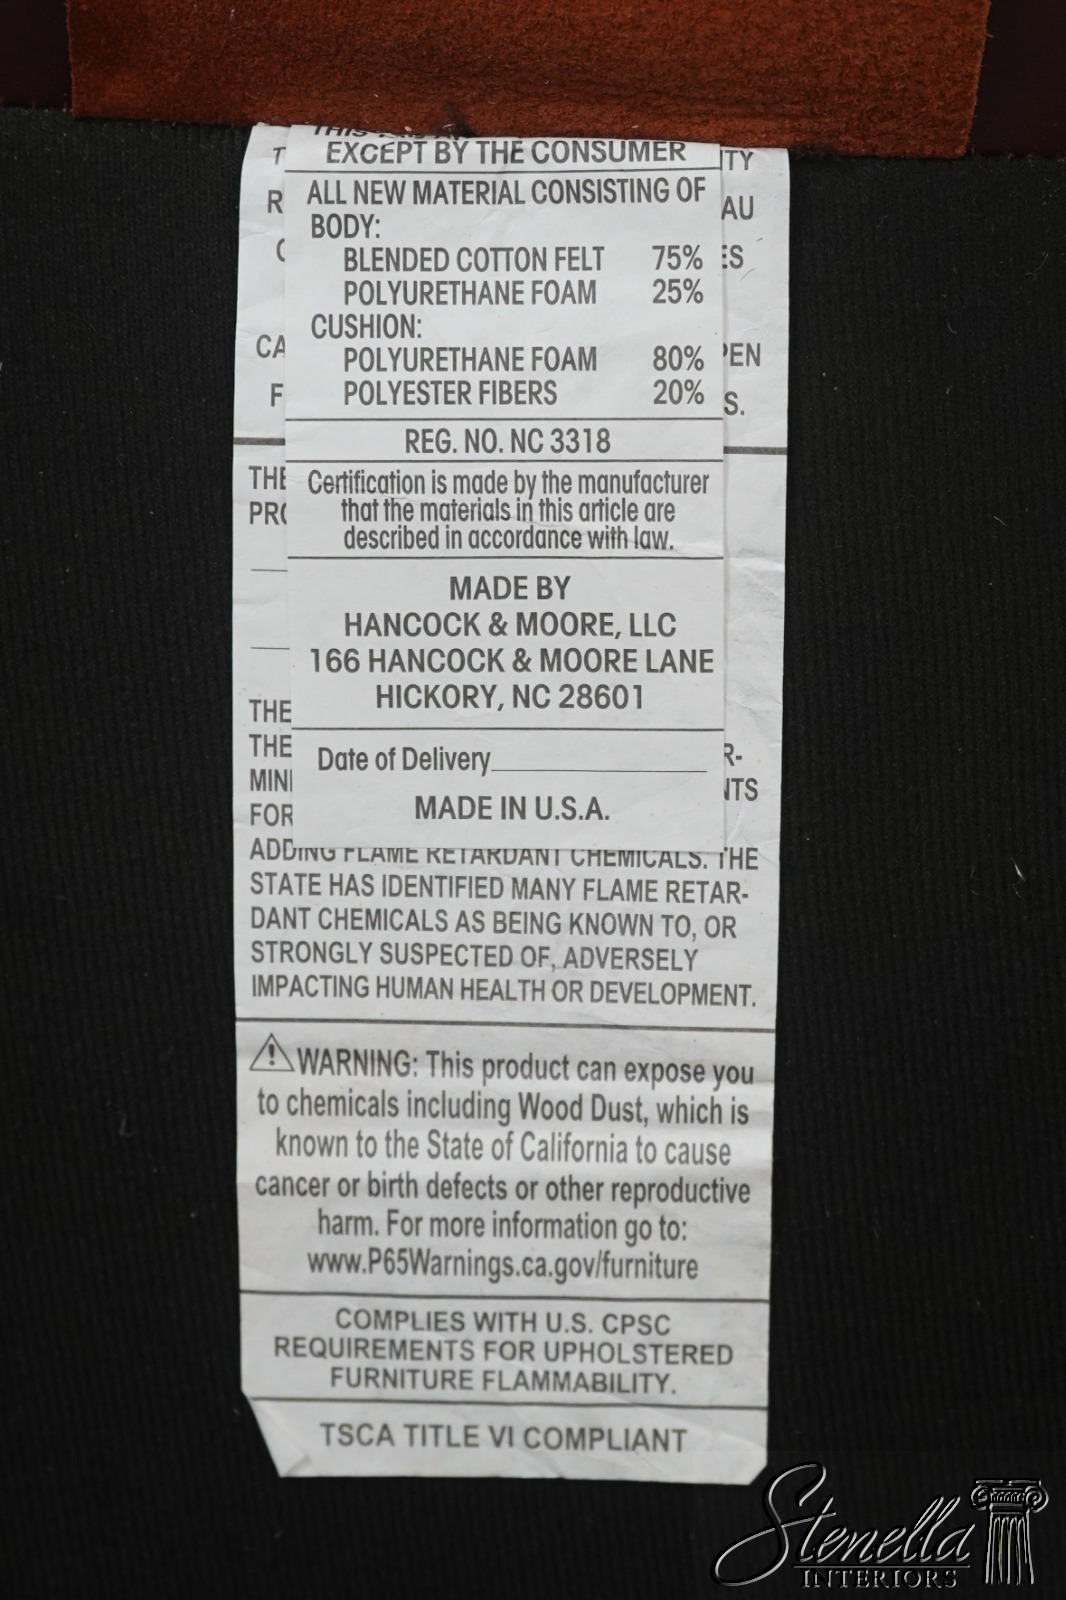 EXCEPT BY THE CONSUMER
ALL NEW MATERIAL CONSISTING OF
BODY:
BLENDED COTTON FELT 75%
POLYURETHANE FOAM 25%
CUSHION:
POLYURETHANE FOAM 80%
POLYESTER FIBERS 20%
REG. NO. NC 3318
Certification is made by the manufacturer
that the materials in this article are
described in accordance with law.
MADE BY
HANCOCK & MOORE, LLC
166 HANCOCK & MOORE LANE
HICKORY, NC 28601
Date of Delivery
MADE IN U.S.A.
ADDING FLAME RETARDANT CHEMICALS. THE
STATE HAS IDENTIFIED MANY FLAME RETAR-
DANT CHEMICALS AS BEING KNOWN TO, OR
STRONGLY SUSPECTED OF, ADVERSELY
IMPACTING HUMAN HEALTH OR DEVELOPMENT.
WARNING: This product can expose you
to chemicals including Wood Dust, which is
known to the State of California to cause
cancer or birth defects or other reproductive
harm. For more information go to:
www.P65Warnings.ca.gov/furniture
COMPLIES WITH U.S. CPSC
REQUIREMENTS FOR UPHOLSTERED
FURNITURE FLAMMABILITY.
TSCA TITLE VI COMPLIANT
Stenella
INTERIORS